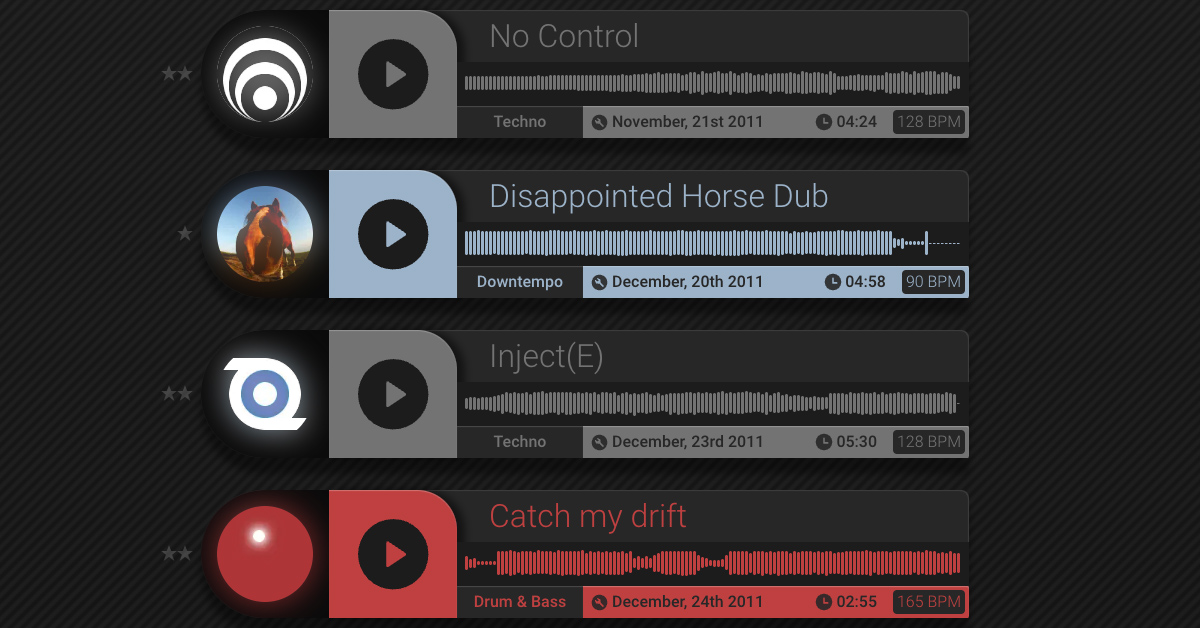 No Control
Techno November, 21st 2011 04:24 128 BPM
Disappointed Horse Dub
Downtempo December, 20th 2011 04:58 90 BPM
Inject(E)
Techno December, 23rd 2011 05:30 128 BPM
Catch my drift
Drum & Bass December, 24th 2011 02:55 165 BPM